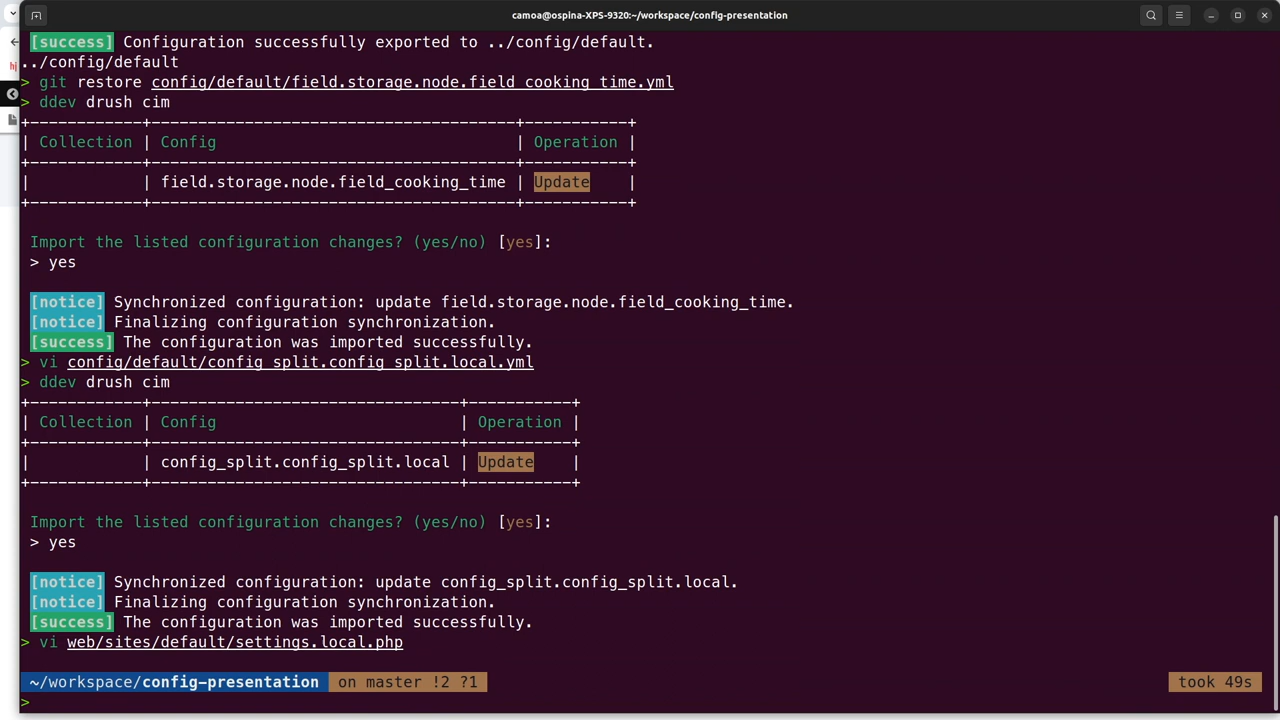 camoa@ospina-XPS-9320:~/workspace/config-presentation
[success] Configuration successfully exported to ../config/default.
../config/default
> git restore config/default/field.storage.node.field_cooking_time.yml
> ddev drush cim
+------------+----------------------------------------+-----------+
| Collection | Config                                 | Operation |
+------------+----------------------------------------+-----------+
|            | field.storage.node.field_cooking_time | Update    |
+------------+----------------------------------------+-----------+
Import the listed configuration changes? (yes/no) [yes]:
> yes
[notice] Synchronized configuration: update field.storage.node.field_cooking_time.
[notice] Finalizing configuration synchronization.
[success] The configuration was imported successfully.
> vi config/default/config_split.config_split.local.yml
> ddev drush cim
+------------+----------------------------------+-----------+
| Collection | Config                           | Operation |
+------------+----------------------------------+-----------+
|            | config_split.config_split.local | Update    |
+------------+----------------------------------+-----------+
Import the listed configuration changes? (yes/no) [yes]:
> yes
[notice] Synchronized configuration: update config_split.config_split.local.
[notice] Finalizing configuration synchronization.
[success] The configuration was imported successfully.
> vi web/sites/default/settings.local.php
~/workspace/config-presentation on master !2 ?1 took 49s
>